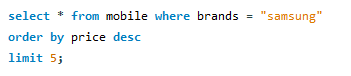 select * from mobile where brands = "samsung"
order by price desc
limit 5;